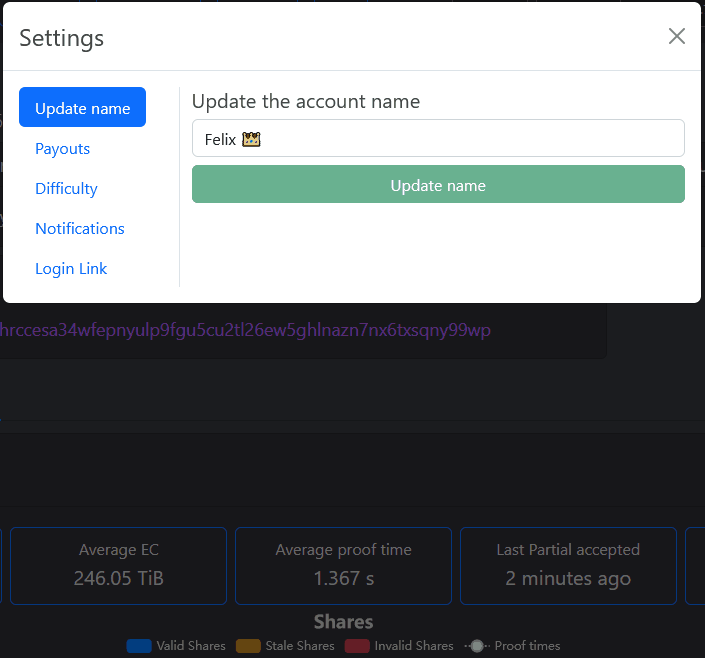 Settings
Update name
Payouts
Difficulty
Notifications
Login Link
Update the account name
Felix
Update name
hrccesa34wfepnyulp9fgu5cu2tl26ew5ghlnazn7nx6txsqny99wp
Average EC
246.05 TiB
Average proof time
1.367 s
Last Partial accepted
2 minutes ago
Shares
Valid Shares
Stale Shares
Invalid Shares
Proof times